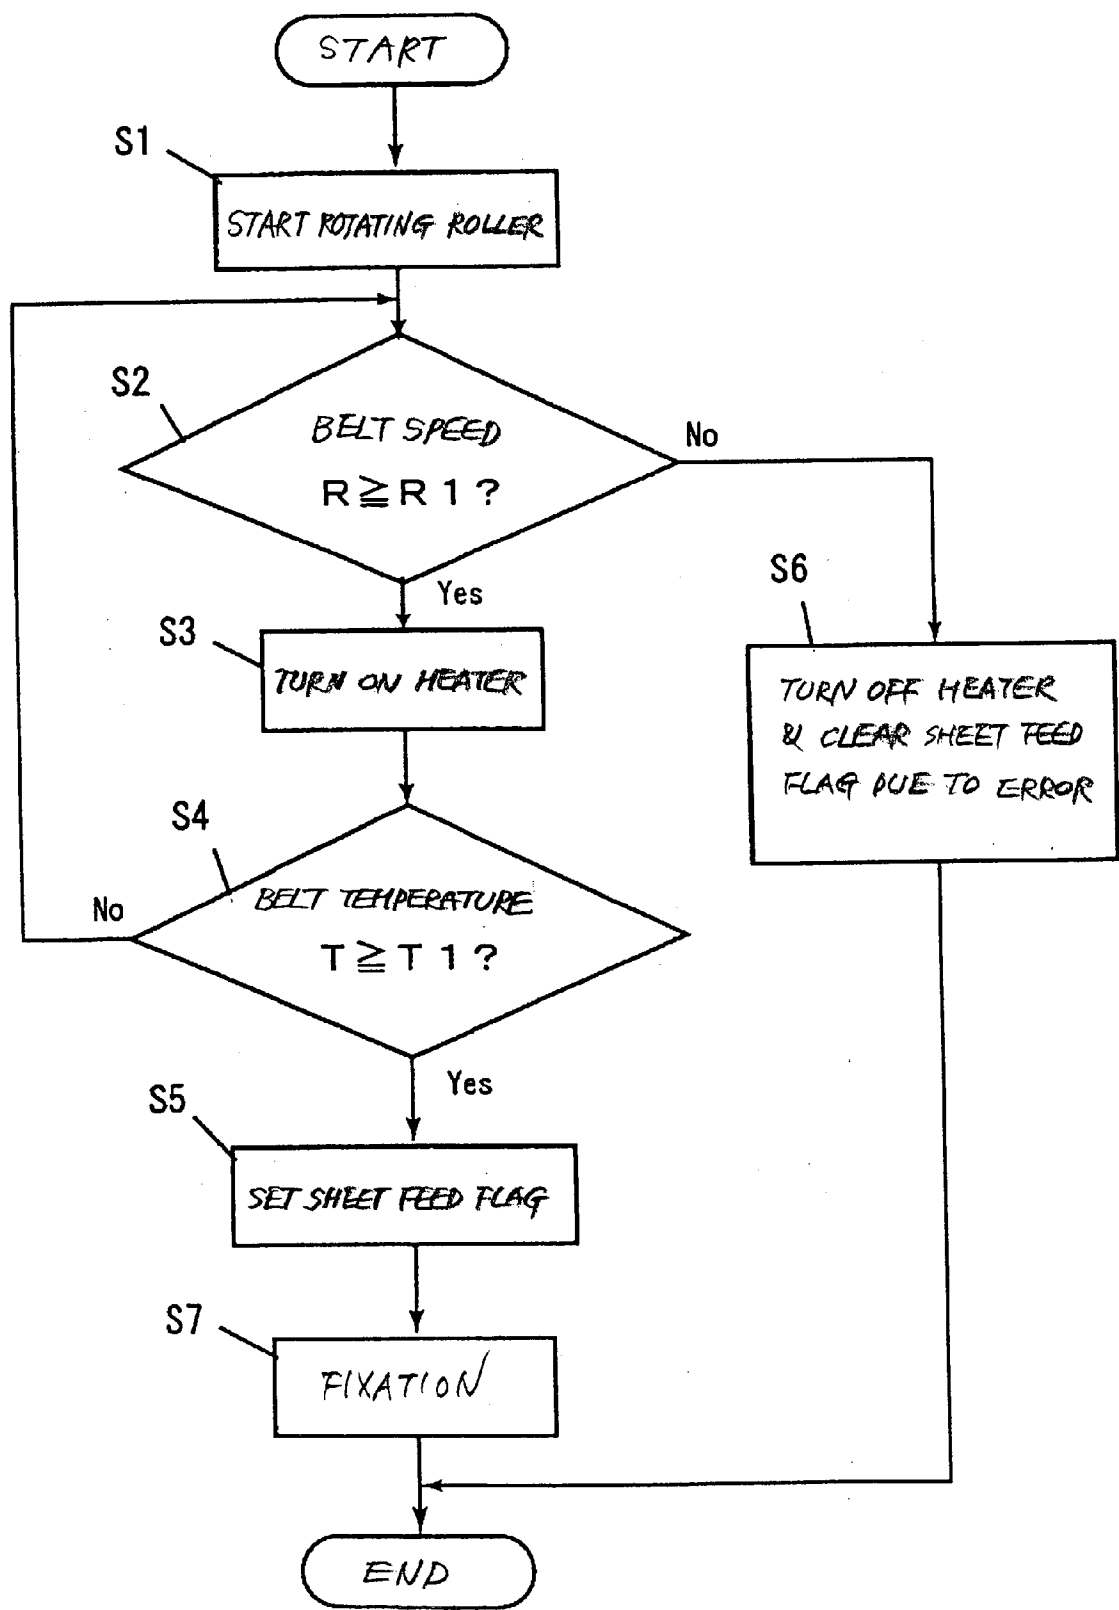 START
S1
START ROTATING ROLLER
S2
BELT SPEED
R≧R1?
No
Yes
S3
TURN ON HEATER
S6
TURN OFF HEATER
& CLEAR SHEET FEED
FLAG DUE TO ERROR
S4
BELT TEMPERATURE
T≧T1?
No
Yes
S5
SET SHEET FEED FLAG
S7
FIXATION
END